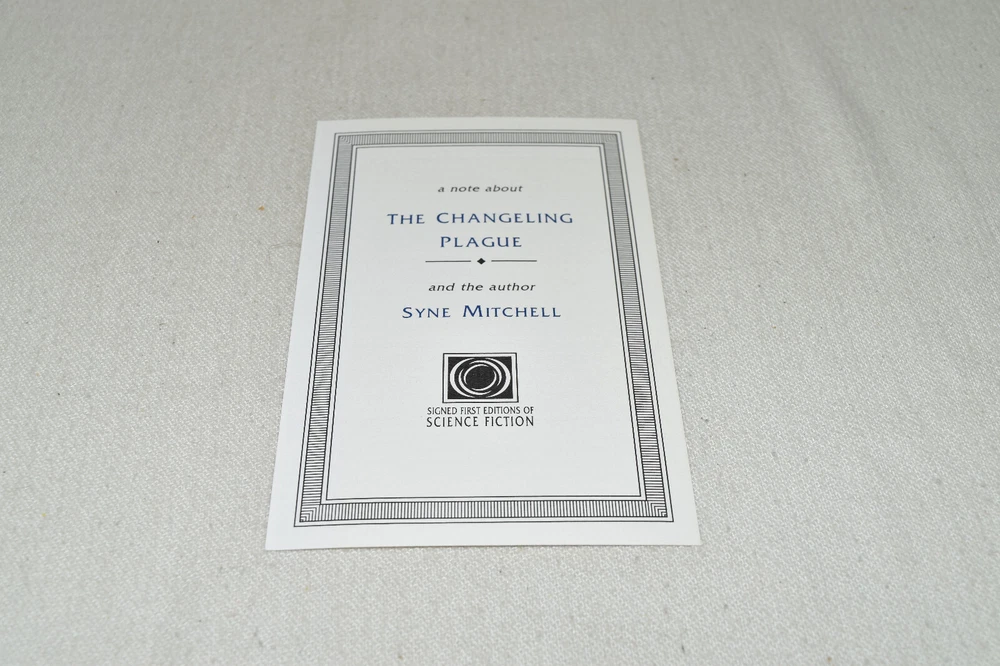 a note about
THE CHANGELING
PLAGUE
and the author
SYNE MITCHELL
SIGNED FIRST EDITIONS OF
SCIENCE FICTION